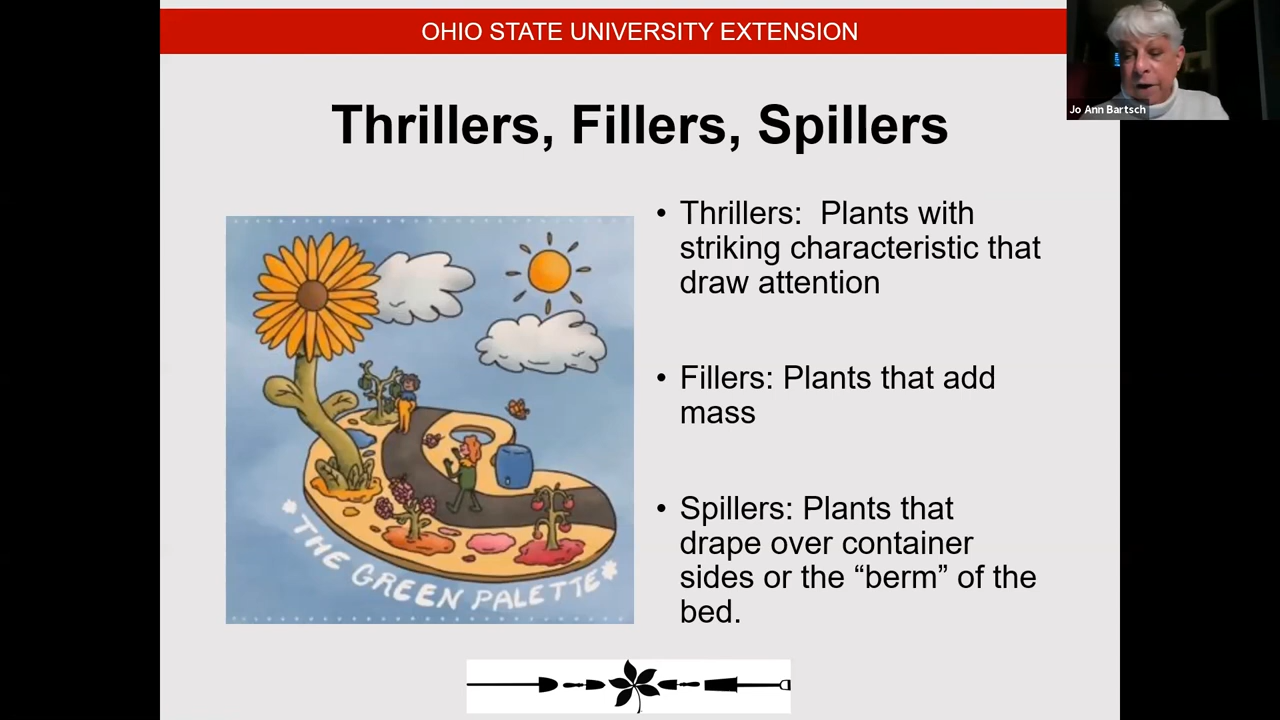 OHIO STATE UNIVERSITY EXTENSION
Jo Ann Bartsch
Thrillers, Fillers, Spillers
• Thrillers:  Plants with
striking characteristic that
draw attention
• Fillers: Plants that add
mass
• Spillers: Plants that
drape over container
sides or the “berm” of the
bed.
*THE GREEN PALETTE*